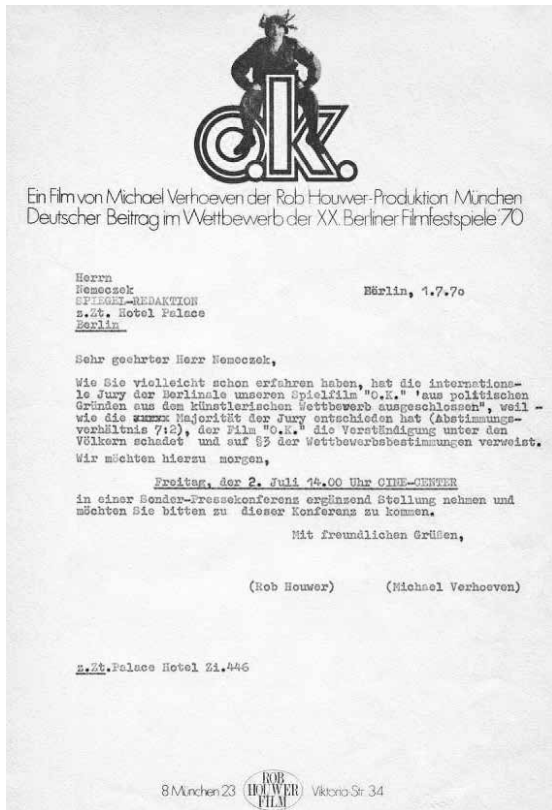 o.k.
Ein Film von Michael Verhoeven der Rob Houwer-Produktion München
Deutscher Beitrag im Wettbewerb der XX. Berliner Filmfestspiele '70
Herrn
Nemeczek
SPIEGEL-REDAKTION
z.Zt. Hotel Palace
Berlin
Börlin, 1.7.70
Sehr geehrter Herr Nemeczek,
Wie Sie vielleicht schon erfahren haben, hat die internationa-
le Jury der Berlinale unseren Spielfilm "O.K." 'aus politischen
Gründen aus dem künstlerischen Wettbewerb ausgeschlossen", weil -
wie die xxxxx Majorität der Jury entschieden hat (Abstimmungs-
verhältnis 7:2), der Film "O.K." die Verständigung unter den
Völkern schadet und auf §3 der Wettbewerbsbestimmungen verweist.
Wir möchten hierzu morgen,
Freitag, der 2. Juli 14.00 Uhr CINE-CENTER
in einer Sonder-Pressekonferenz ergänzend Stellung nehmen und
möchten Sie bitten zu dieser Konferenz zu kommen.
Mit freundlichen Grüßen,
(Rob Houwer) (Michael Verhoeven)
z.Zt.Palace Hotel Zi.446
8 München 23 ROB HOUWER FILM Viktoria-Str. 34